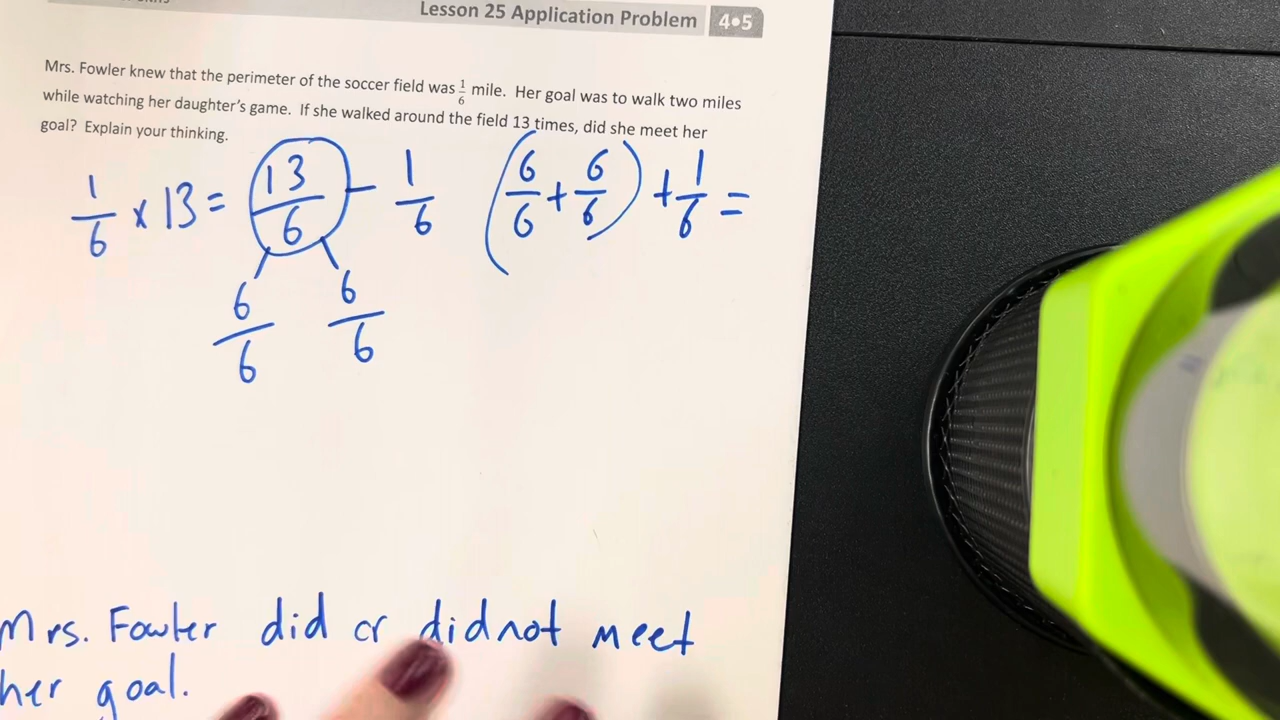 Lesson 25 Application Problem 4•5
Mrs. Fowler knew that the perimeter of the soccer field was 1/6 mile. Her goal was to walk two miles
while watching her daughter's game. If she walked around the field 13 times, did she meet her
goal? Explain your thinking.
1/6 x 13 = 13/6 - 1/6 (6/6 + 6/6) + 1/6 =
6/6 6/6
Mrs. Fowler did or did not meet
her goal.